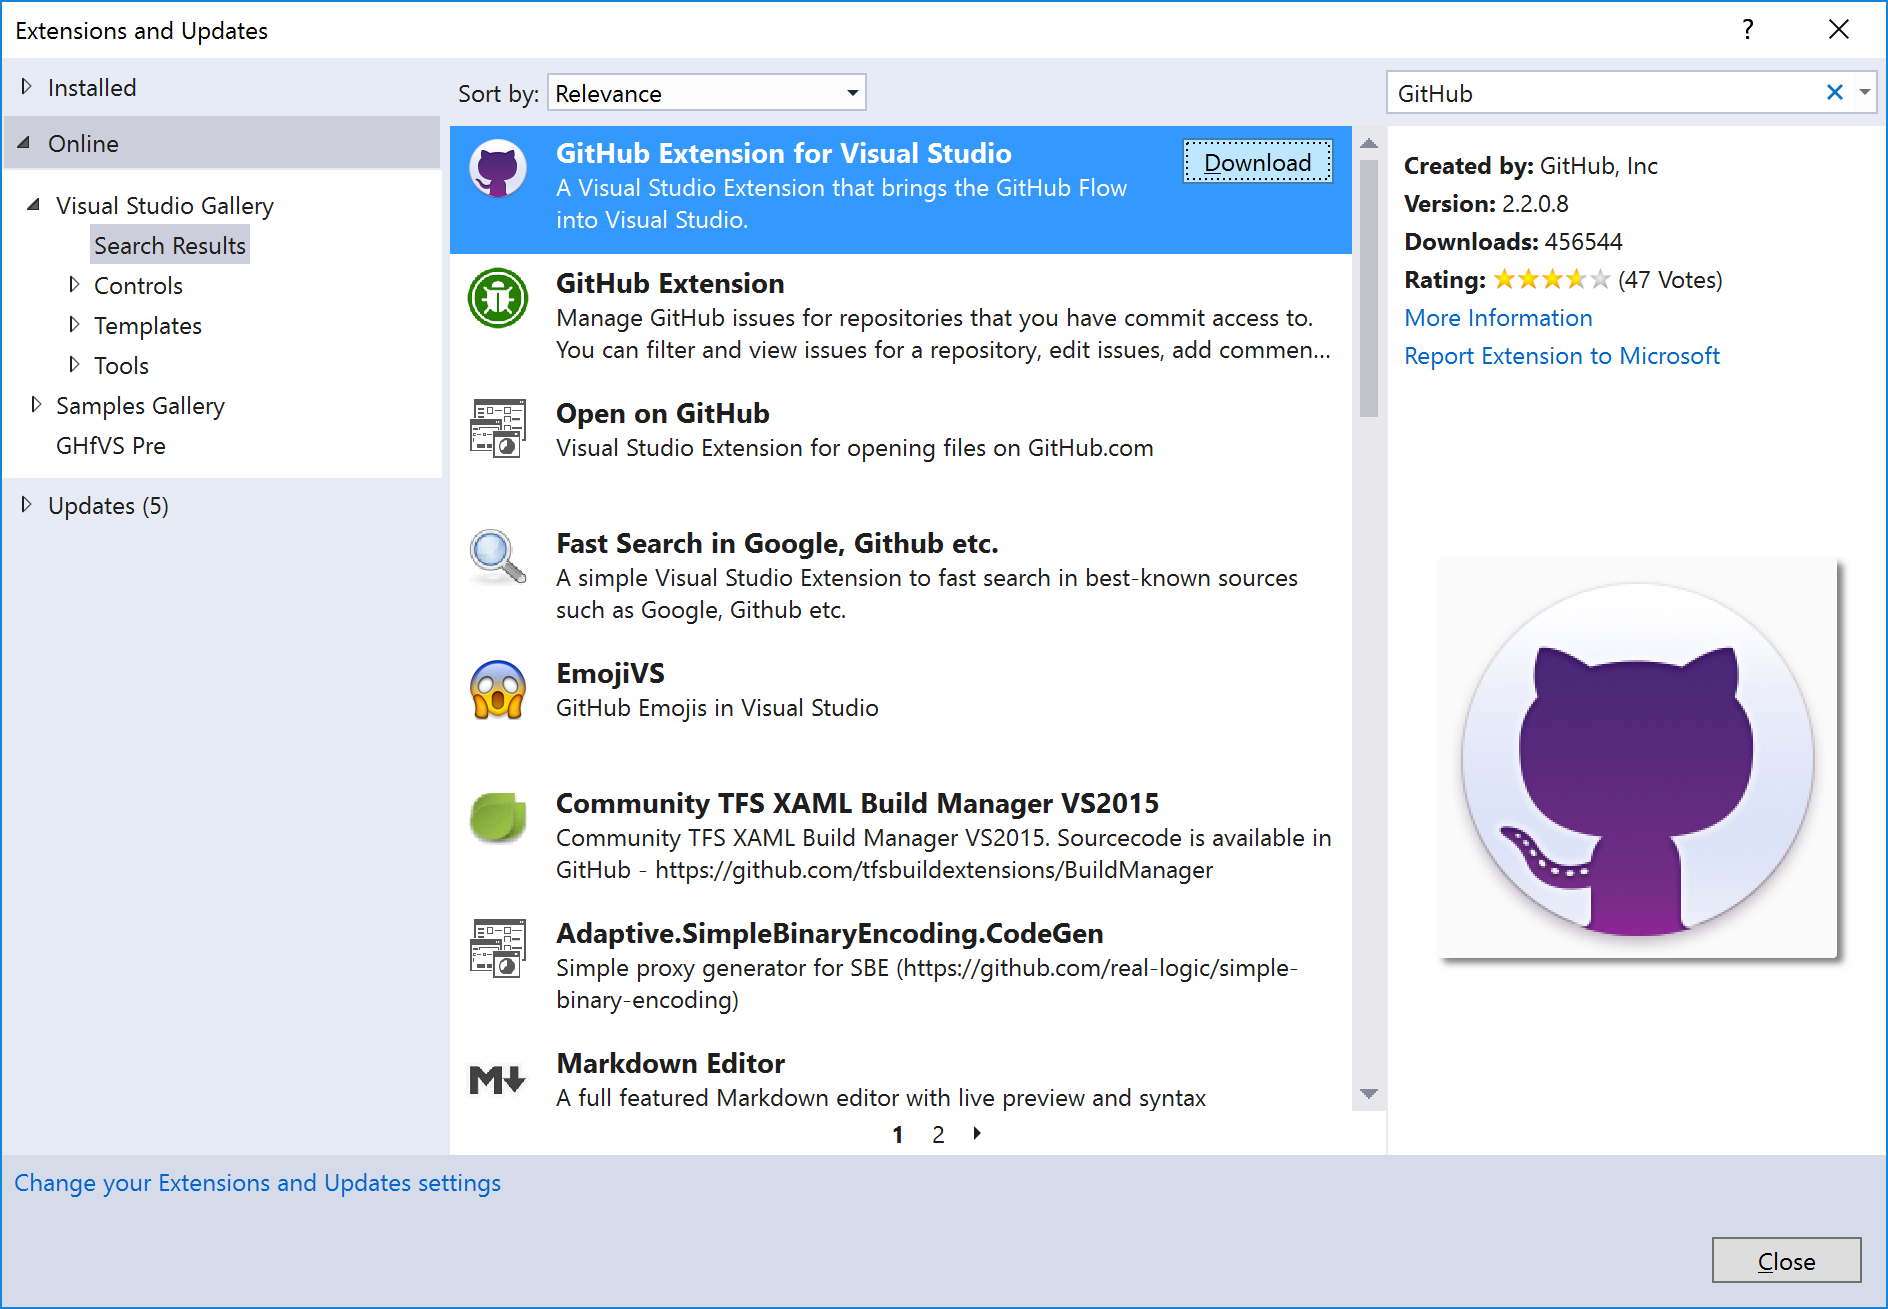 Extensions and Updates
?
Installed
Online
Visual Studio Gallery
Search Results
Controls
Templates
Tools
Samples Gallery
GHfVS Pre
Updates (5)
Sort by: Relevance
GitHub
GitHub Extension for Visual Studio
Download
A Visual Studio Extension that brings the GitHub Flow
into Visual Studio.
GitHub Extension
Manage GitHub issues for repositories that you have commit access to.
You can filter and view issues for a repository, edit issues, add commen...
Open on GitHub
Visual Studio Extension for opening files on GitHub.com
Fast Search in Google, Github etc.
A simple Visual Studio Extension to fast search in best-known sources
such as Google, Github etc.
EmojiVS
GitHub Emojis in Visual Studio
Community TFS XAML Build Manager VS2015
Community TFS XAML Build Manager VS2015. Sourcecode is available in
GitHub - https://github.com/tfsbuildextensions/BuildManager
Adaptive.SimpleBinaryEncoding.CodeGen
Simple proxy generator for SBE (https://github.com/real-logic/simple-
binary-encoding)
M
Markdown Editor
A full featured Markdown editor with live preview and syntax
1 2
Created by: GitHub, Inc
Version: 2.2.0.8
Downloads: 456544
Rating: (47 Votes)
More Information
Report Extension to Microsoft
Change your Extensions and Updates settings
Close